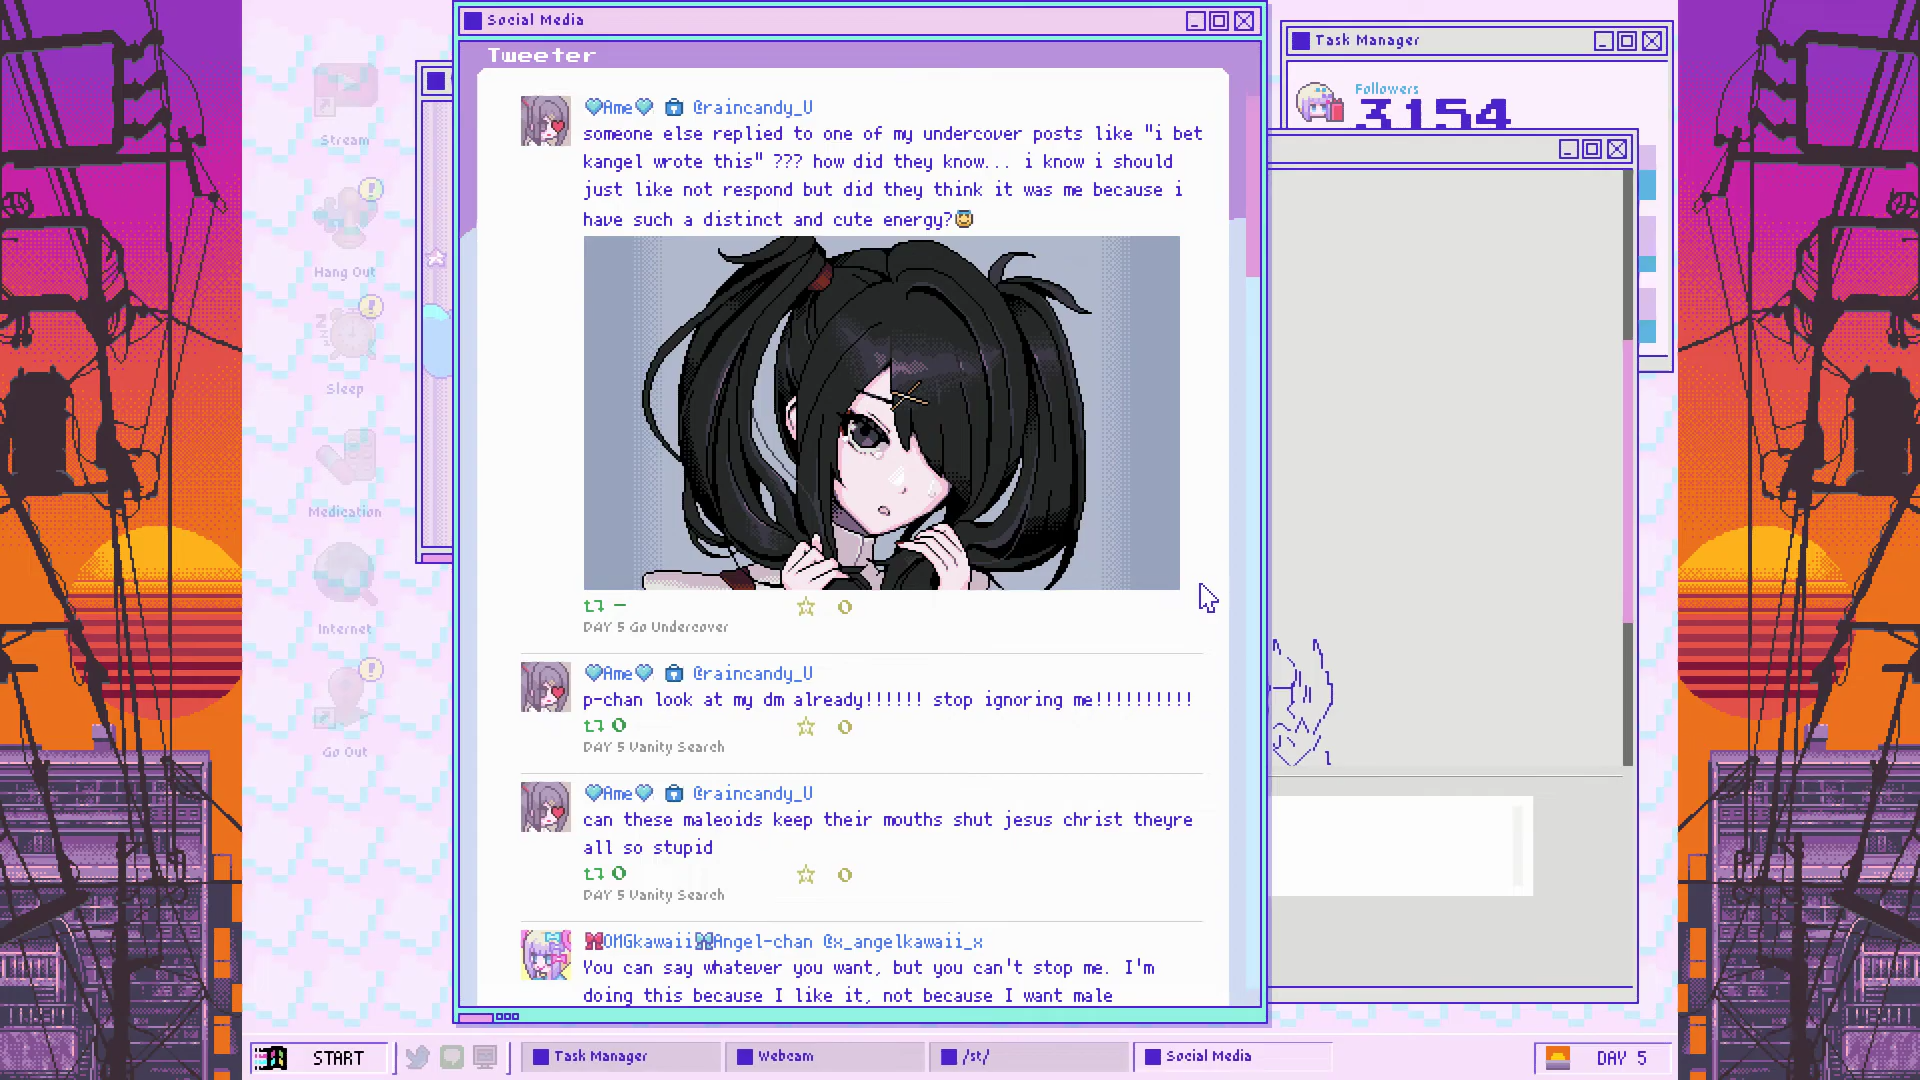 Social Media
Tweeter
Task Manager
Followers
3154
Stream
Hang Out
Sleep
Medication
Internet
Go Out
Ame @raincandy_U
someone else replied to one of my undercover posts like "i bet
kangel wrote this" ??? how did they know... i know i should
just like not respond but did they think it was me because i
have such a distinct and cute energy?😇
–
0
DAY 5 Go Undercover
Ame @raincandy_U
p-chan look at my dm already!!!!!! stop ignoring me!!!!!!!!!!
0
0
DAY 5 Vanity Search
Ame @raincandy_U
can these maleoids keep their mouths shut jesus christ theyre
all so stupid
0
0
DAY 5 Vanity Search
OMGkawaiiAngel-chan @x_angelkawaii_x
You can say whatever you want, but you can't stop me. I'm
doing this because I like it, not because I want male
START
Task Manager
Webcam
/st/
Social Media
DAY 5